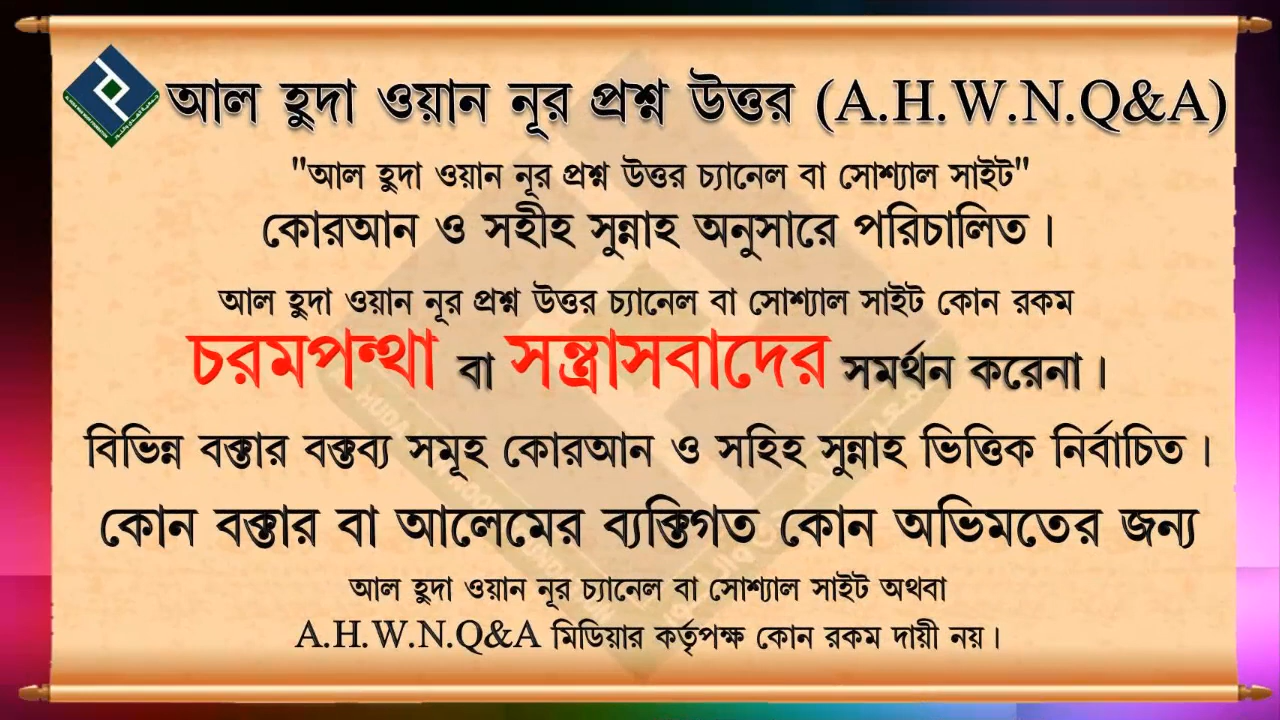 আল হুদা ওয়ান নূর প্রশ্ন উত্তর (A.H.W.N.Q&A)
"আল হুদা ওয়ান নূর প্রশ্ন উত্তর চ্যানেল বা সোশ্যাল সাইট"
কোরআন ও সহীহ সুন্নাহ অনুসারে পরিচালিত।
আল হুদা ওয়ান নূর প্রশ্ন উত্তর চ্যানেল বা সোশ্যাল সাইট কোন রকম
চরমপন্থা বা সন্ত্রাসবাদের সমর্থন করেনা।
বিভিন্ন বক্তার বক্তব্য সমূহ কোরআন ও সহিহ সুন্নাহ ভিত্তিক নির্বাচিত।
কোন বক্তার বা আলেমের ব্যক্তিগত কোন অভিমতের জন্য
আল হুদা ওয়ান নূর চ্যানেল বা সোশ্যাল সাইট অথবা
A.H.W.N.Q&A মিডিয়ার কর্তৃপক্ষ কোন রকম দায়ী নয়।